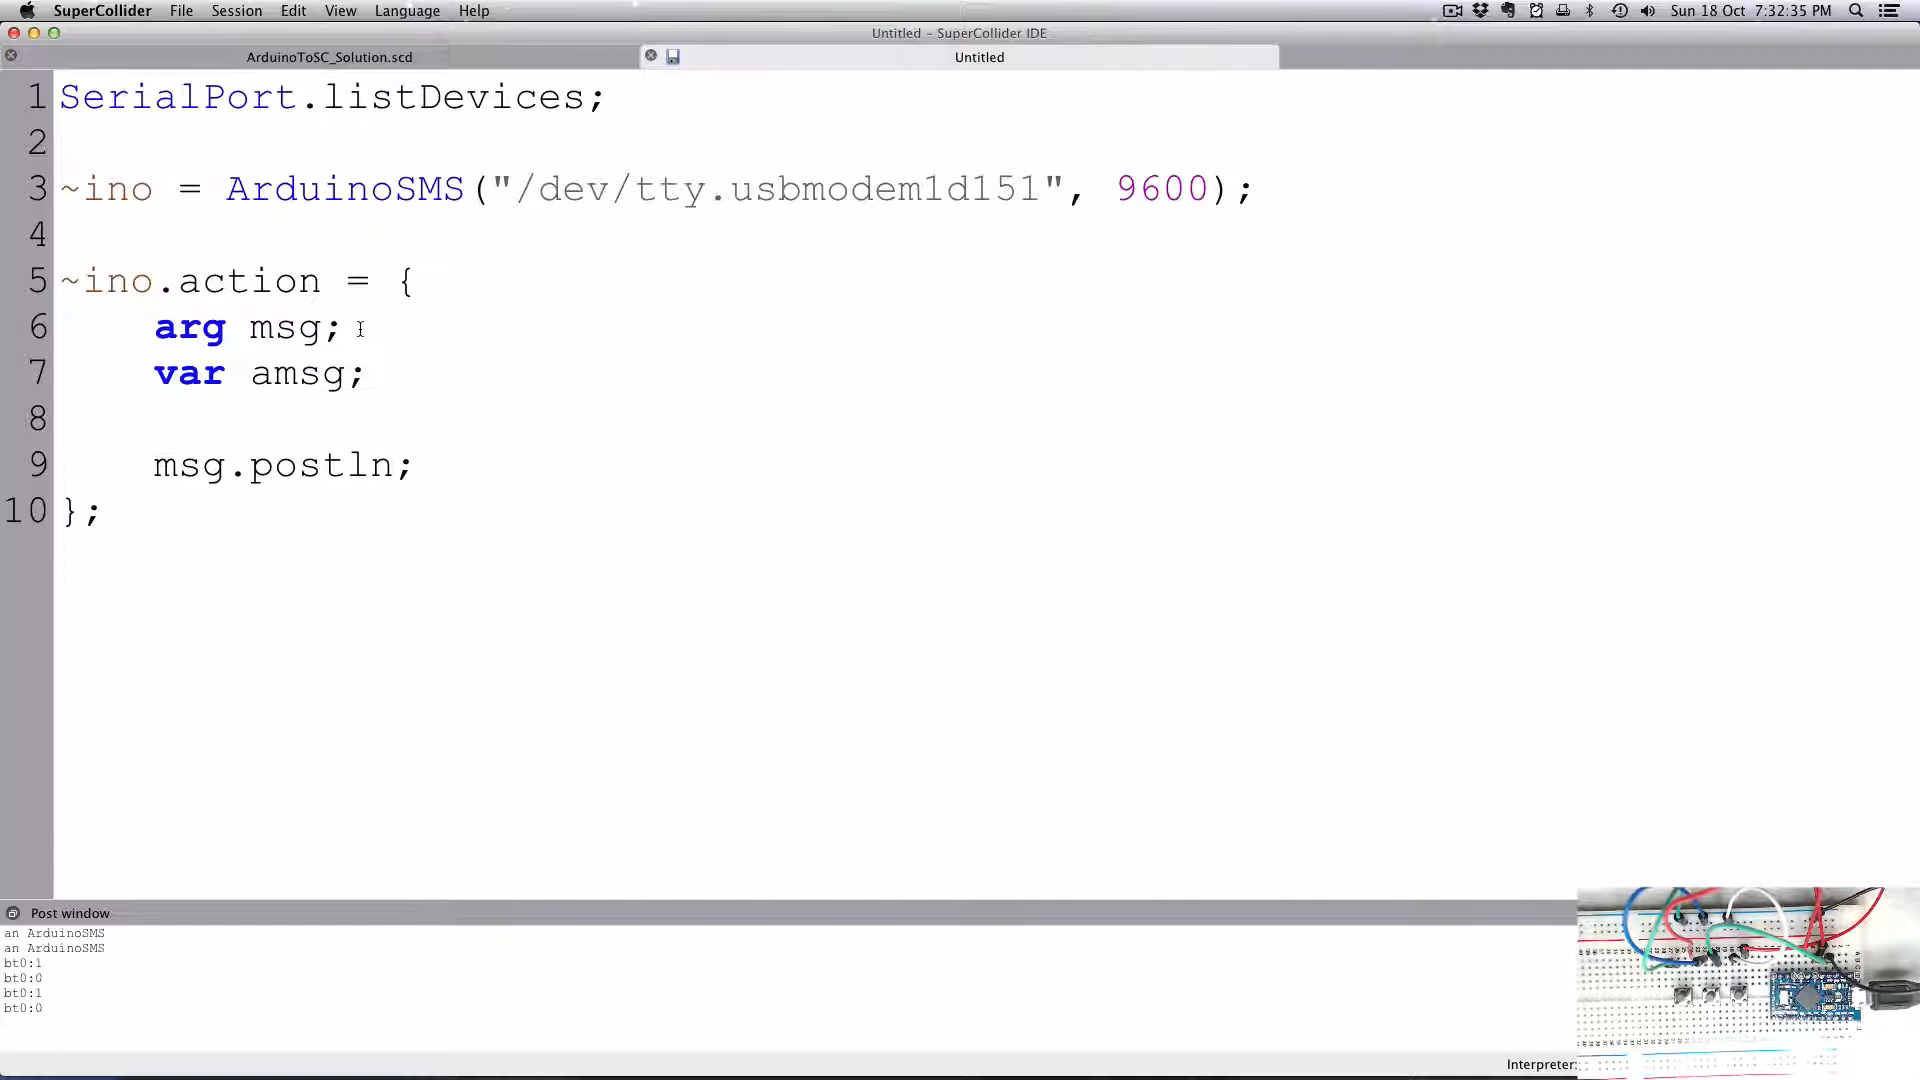 SuperCollider File Session Edit View Language Help Sun 18 Oct 7:32:35 PM
Untitled – SuperCollider IDE
ArduinoToSC_Solution.scd Untitled
1 SerialPort.listDevices;
2
3 ~ino = ArduinoSMS("/dev/tty.usbmodem1d151", 9600);
4
5 ~ino.action = {
6 arg msg;
7 var amsg;
8
9 msg.postln;
10 };
Post window
an ArduinoSMS
an ArduinoSMS
bt0:1
bt0:0
bt0:1
bt0:0
Interpreter: